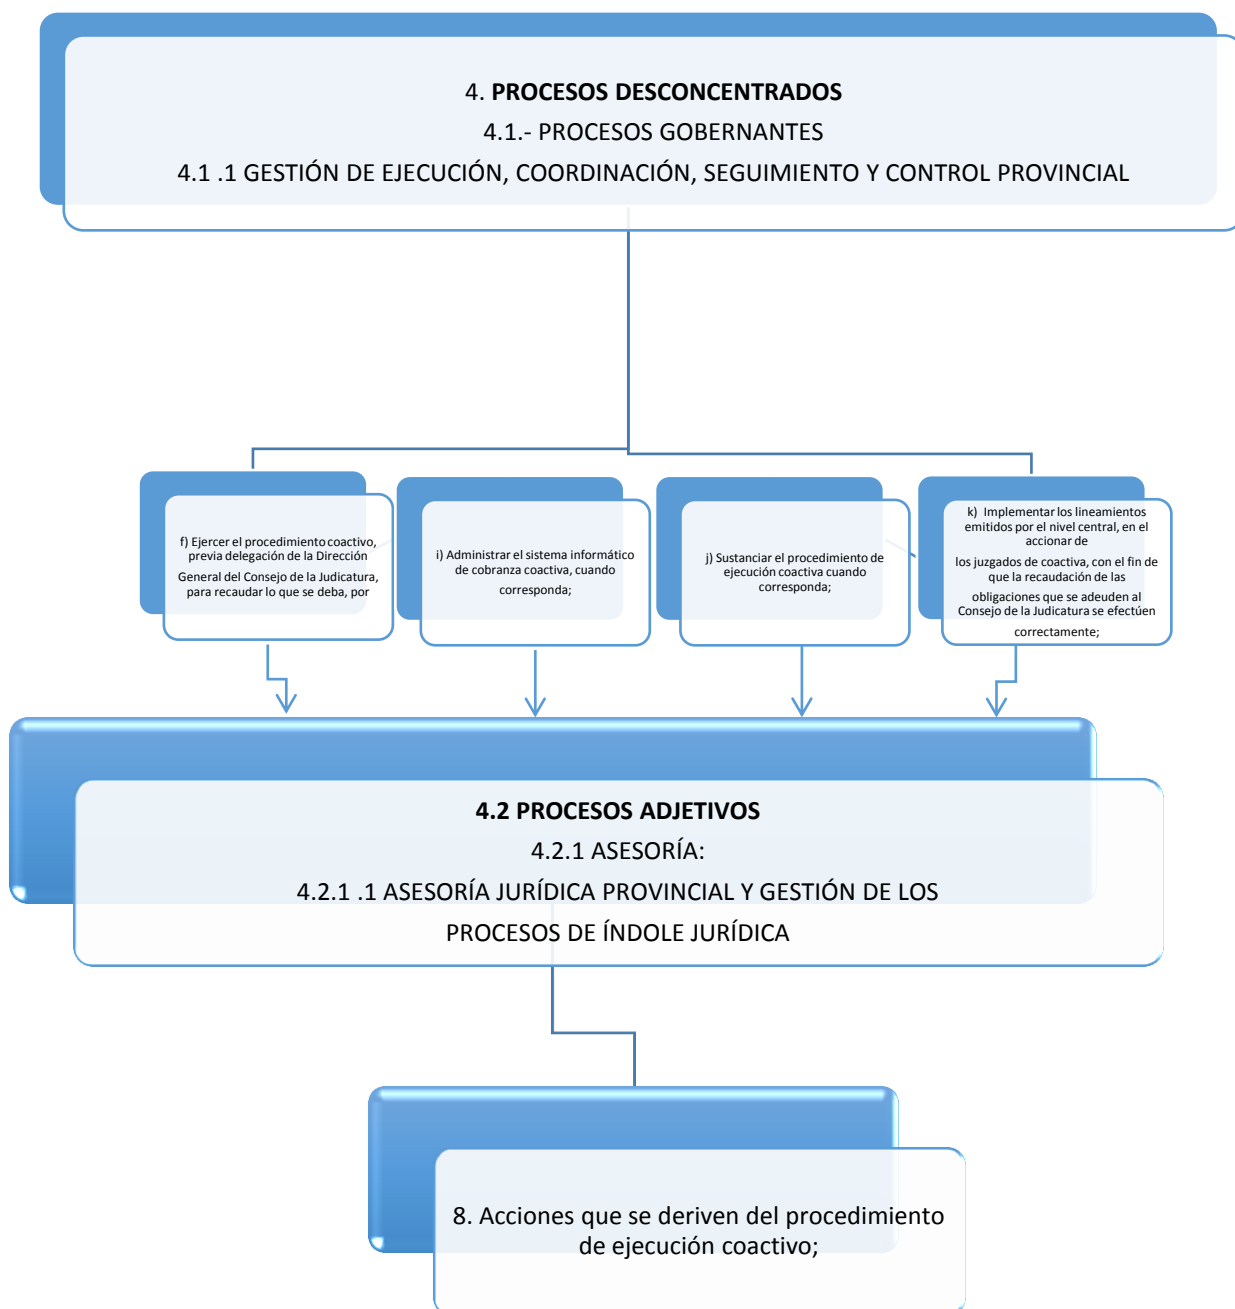 4. PROCESOS DESCONCENTRADOS
4.1.- PROCESOS GOBERNANTES
4.1 .1 GESTIÓN DE EJECUCIÓN, COORDINACIÓN, SEGUIMIENTO Y CONTROL PROVINCIAL
f) Ejercer el procedimiento coactivo,
previa delegación de la Dirección
General del Consejo de la Judicatura,
para recaudar lo que se deba, por
i) Administrar el sistema informático
de cobranza coactiva, cuando
corresponda;
j) Sustanciar el procedimiento de
ejecución coactiva cuando
corresponda;
k) Implementar los lineamientos
emitidos por el nivel central, en el
accionar de
los juzgados de coactiva, con el fin de
que la recaudación de las
obligaciones que se adeuden al
Consejo de la Judicatura se efectúen
correctamente;
4.2 PROCESOS ADJETIVOS
4.2.1 ASESORÍA:
4.2.1 .1 ASESORÍA JURÍDICA PROVINCIAL Y GESTIÓN DE LOS
PROCESOS DE ÍNDOLE JURÍDICA
8. Acciones que se deriven del procedimiento
de ejecución coactivo;